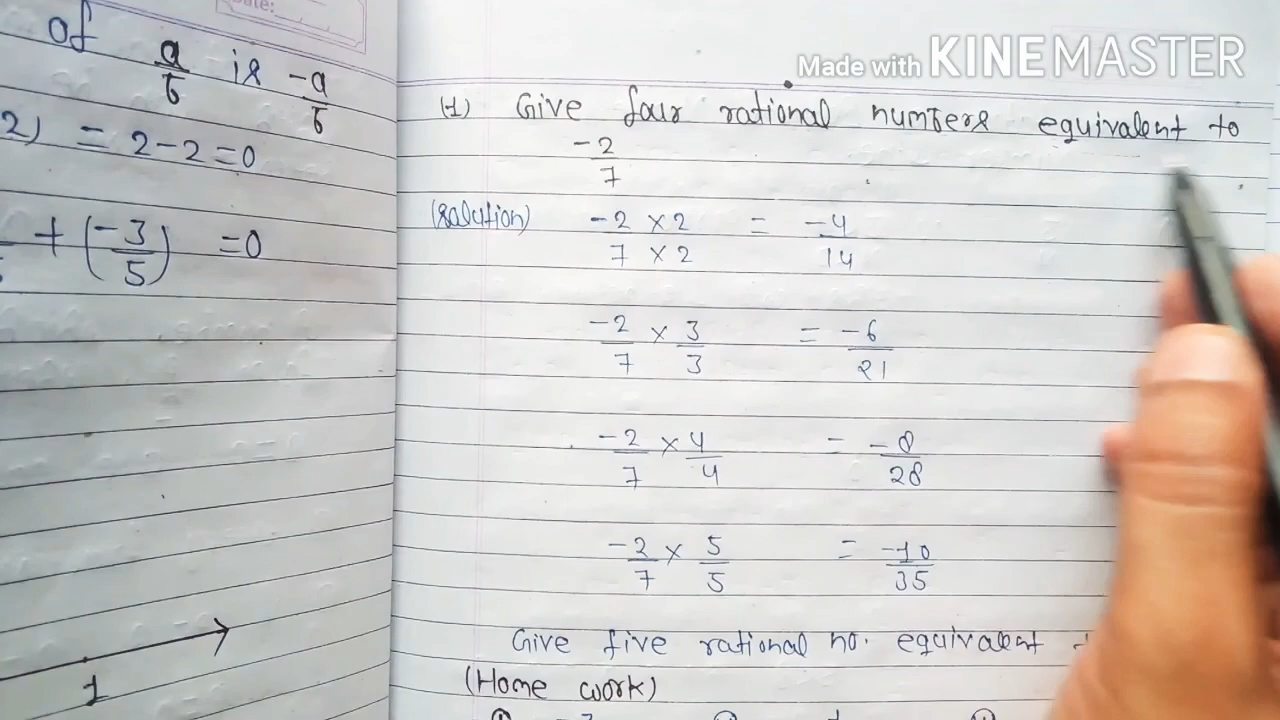 ate:
of a/b is -a/b
2) = 2-2=0
+ (-3/5) =0
1
Made with KINEMASTER
(1) Give four rational numbers equivalent to
-2/7
(Solution) -2 × 2 / 7 × 2 = -4/14
-2/7 × 3/3 = -6/21
-2/7 × 4/4 = -8/28
-2/7 × 5/5 = -10/35
Give five rational no. equivalent
(Home work)